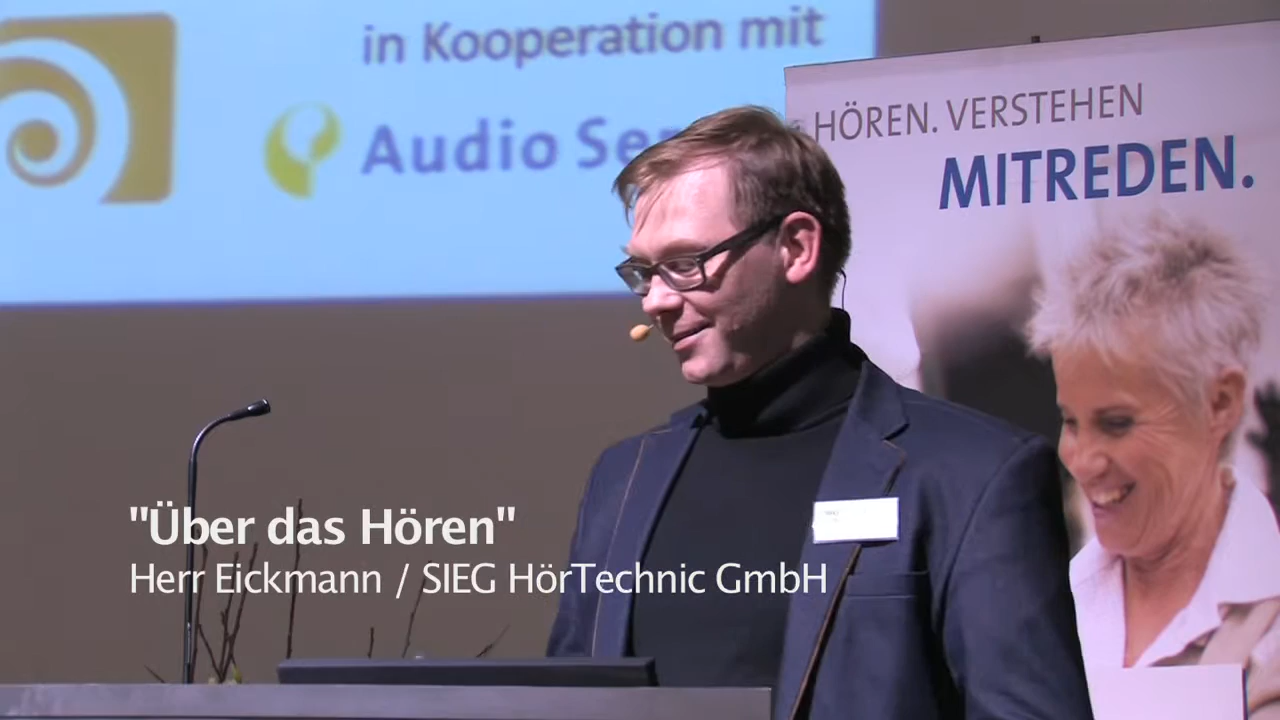 in Kooperation mit
Audio
HÖREN. VERSTEHEN
MITREDEN.
"Über das Hören"
Herr Eickmann / SIEG HörTechnic GmbH